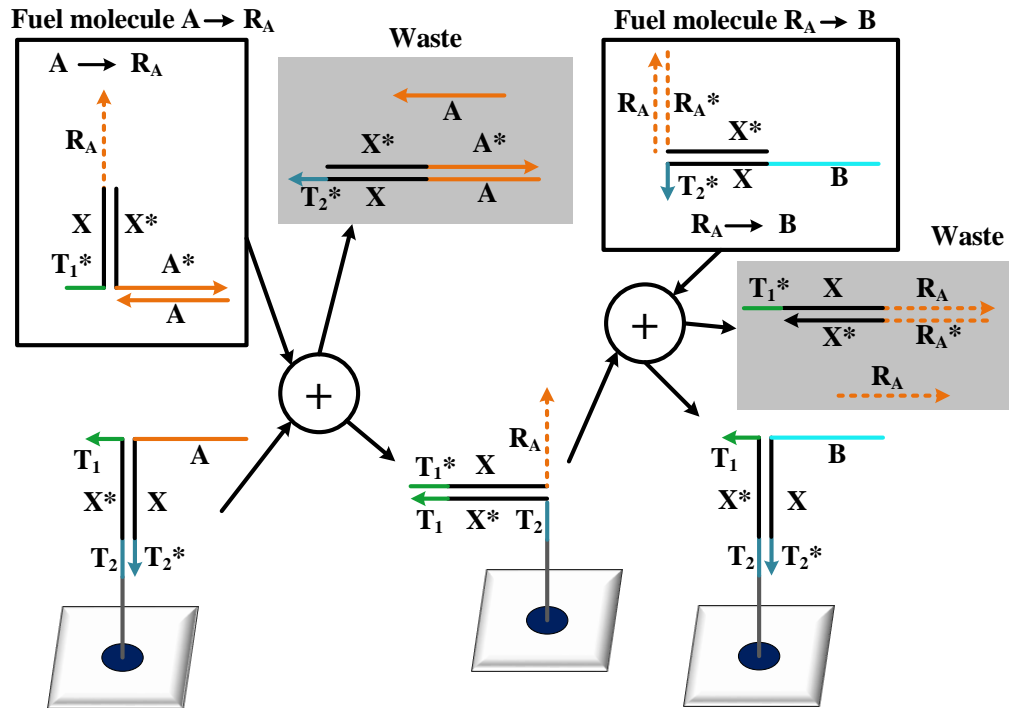 Fuel molecule A → R_A
A → R_A
R_A
X
X*
T_1*
A*
A
Waste
A
X*
A*
T_2*
X
A
Fuel molecule R_A → B
R_A
R_A*
X*
T_2*
X
B
R_A → B
Waste
T_1*
X
R_A
X*
R_A*
R_A
+
+
T_1
A
X*
X
T_2
T_2*
R_A
T_1*
X
T_1
X*
T_2
T_1
B
X*
X
T_2
T_2*